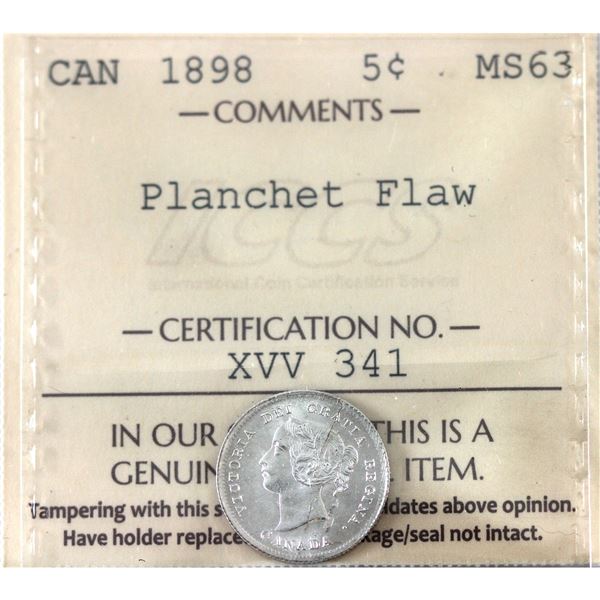 CAN 1898 5¢ MS63
—COMMENTS—
Planchet Flaw
ICCS
International Coin Certification Service
— CERTIFICATION NO. —
XVV 341
IN OUR THIS IS A
GENUIN ITEM.
Tampering with this s dates above opinion.
Have holder replace kage/seal not intact.
VICTORIA DEI GRATIA REGINA.
CANADA